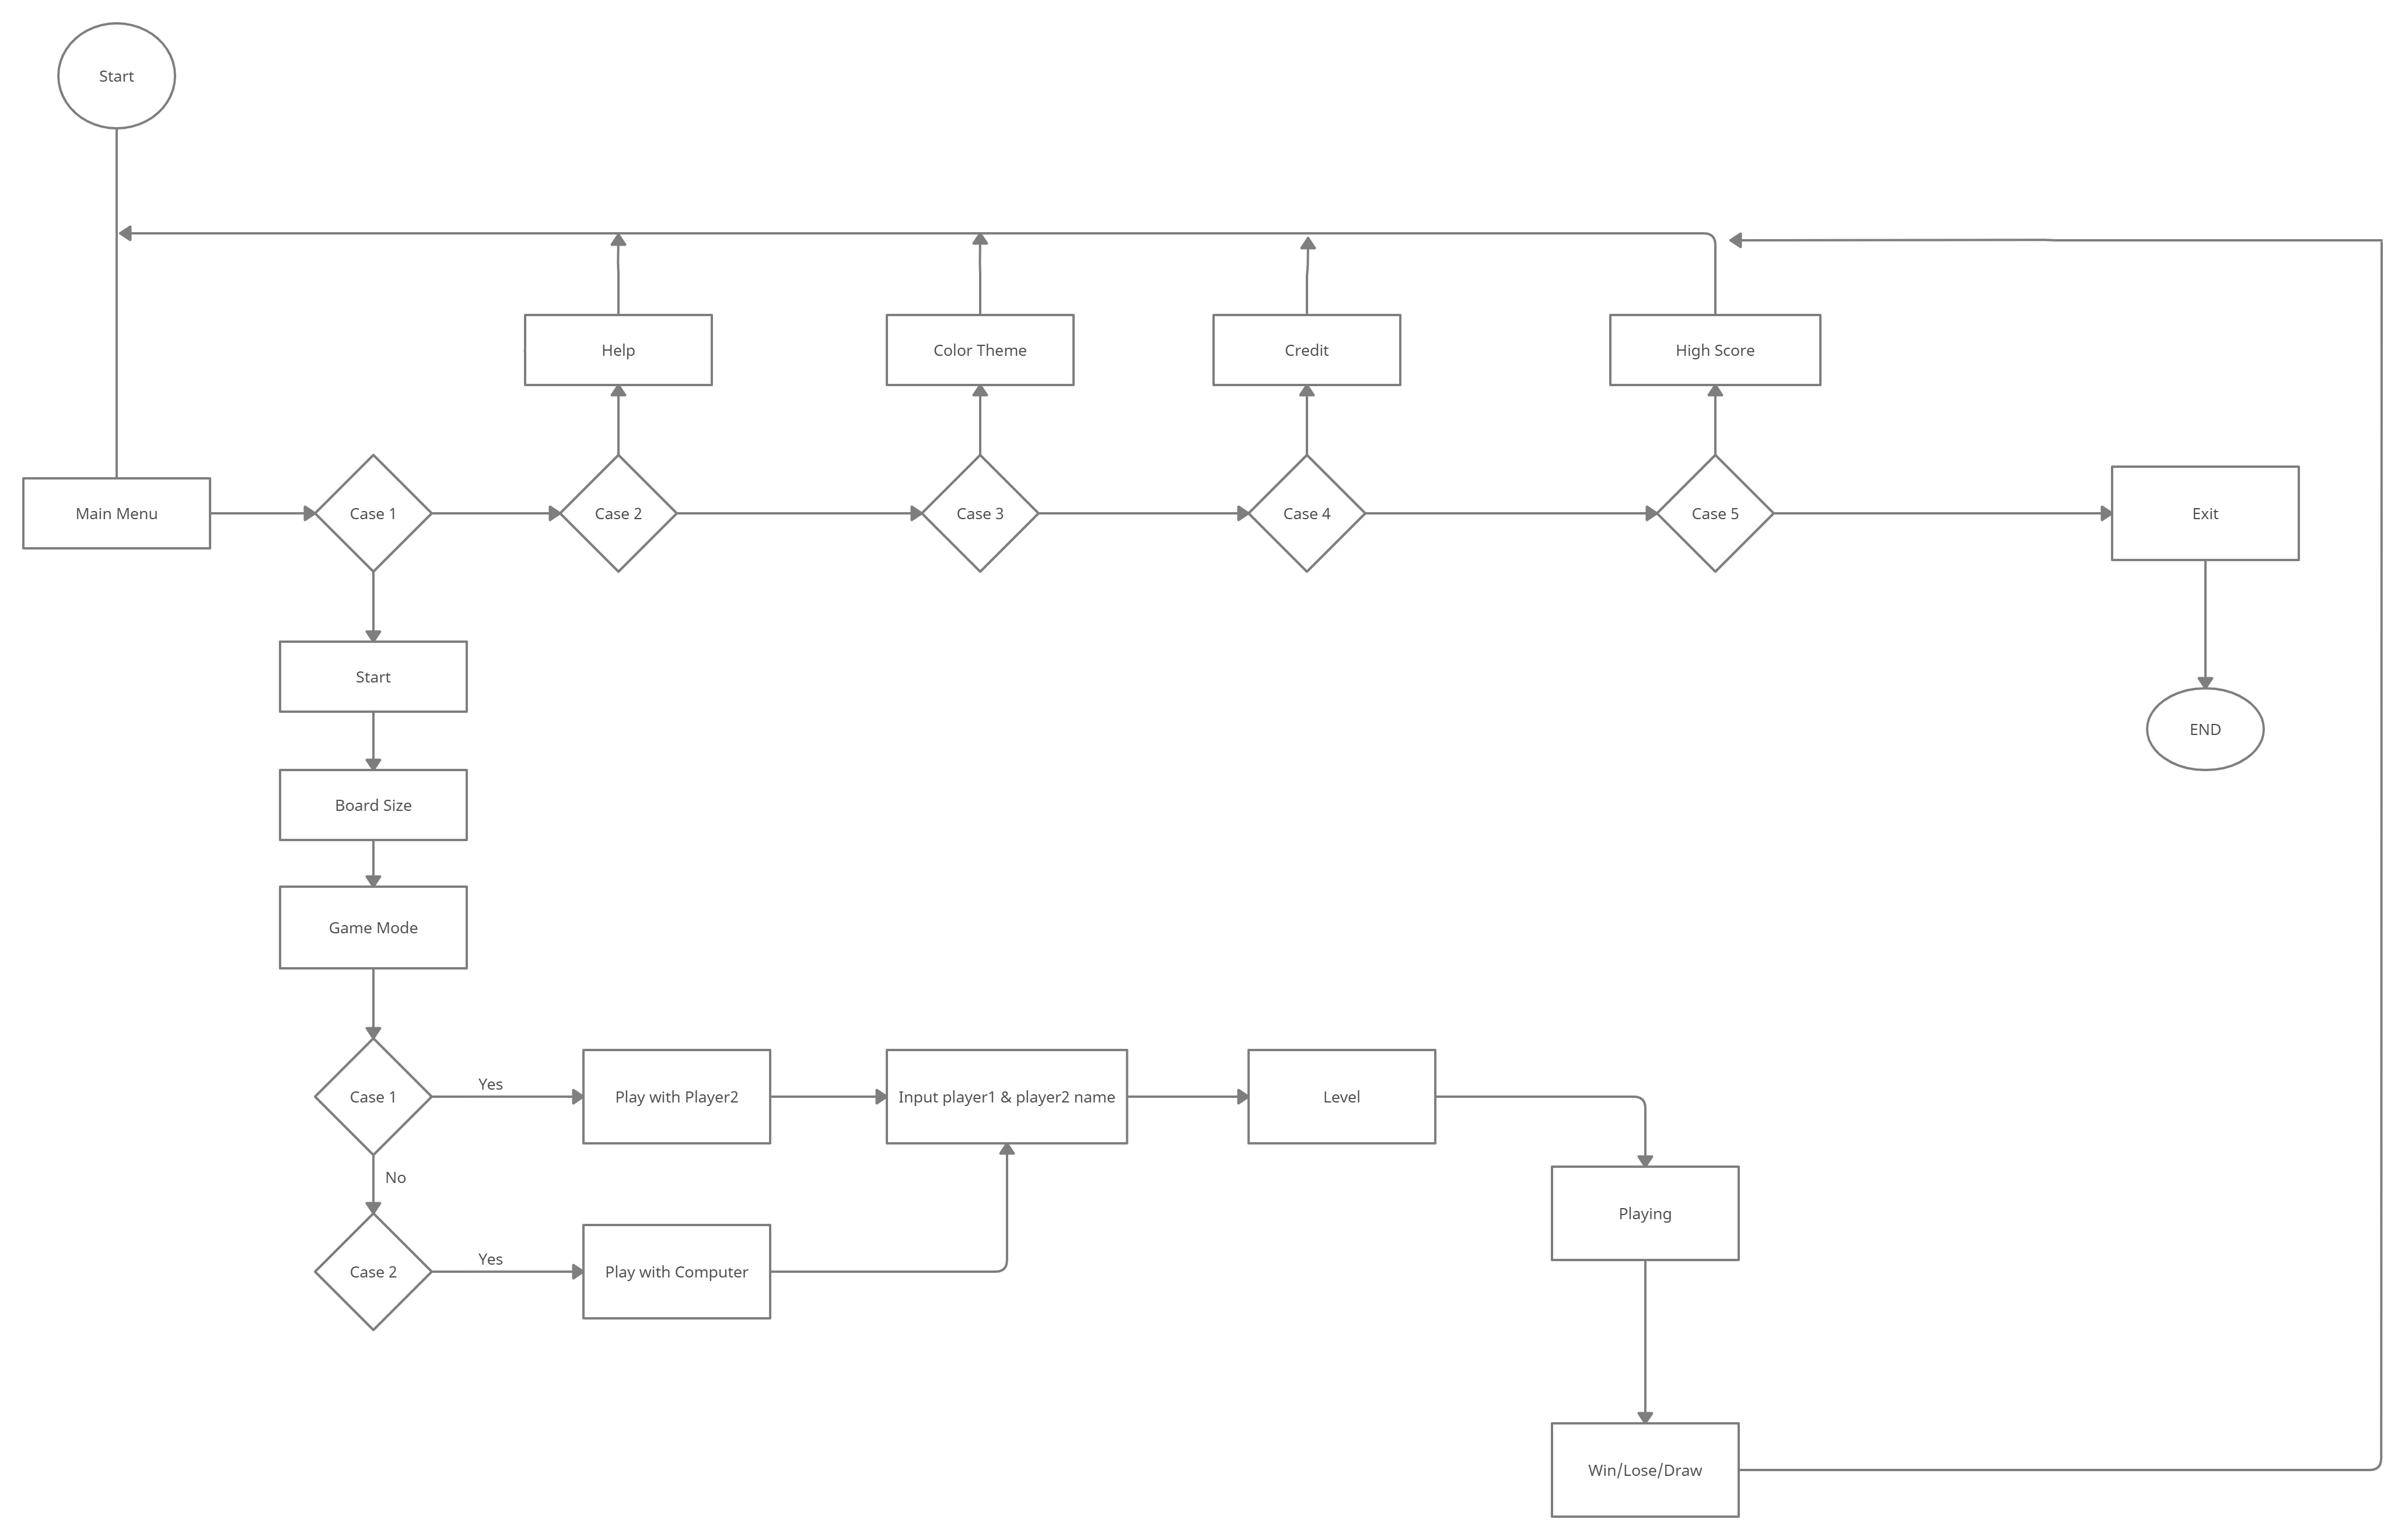 Start
Help
Color Theme
Credit
High Score
Main Menu
Case 1
Case 2
Case 3
Case 4
Case 5
Exit
Start
END
Board Size
Game Mode
Case 1
Yes
Play with Player2
Input player1 & player2 name
Level
No
Playing
Case 2
Yes
Play with Computer
Win/Lose/Draw